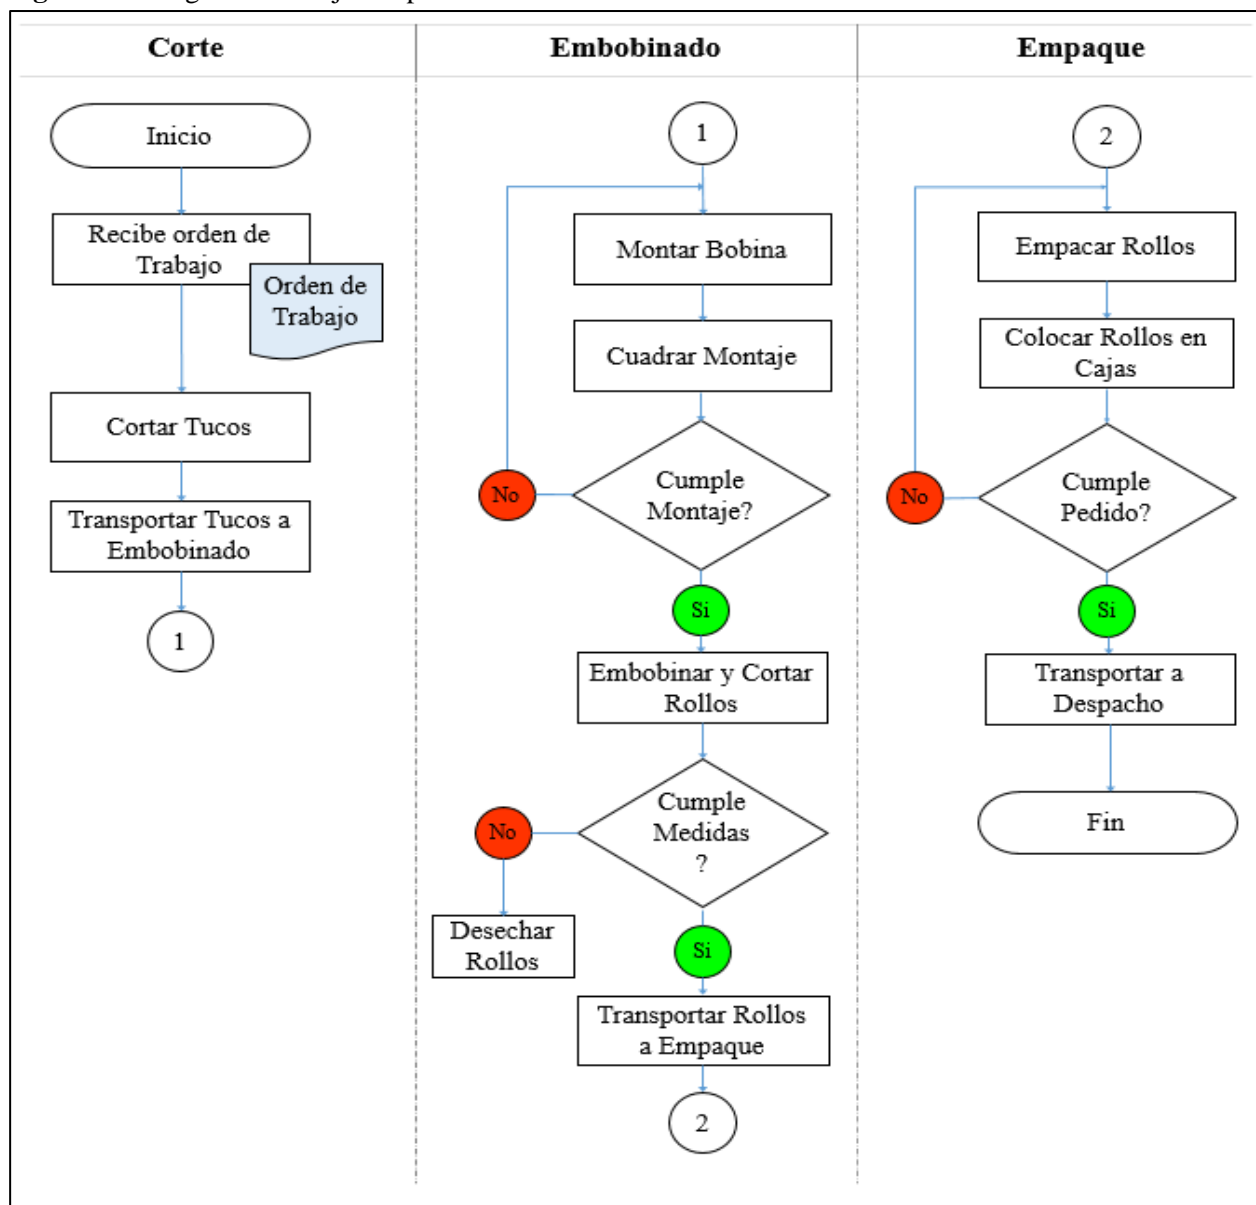 Corte
Embobinado
Empaque
Inicio
Recibe orden de
Trabajo
Orden de
Trabajo
Cortar Tucos
Transportar Tucos a
Embobinado
1
1
Montar Bobina
Cuadrar Montaje
Cumple
Montaje?
No
Si
Embobinar y Cortar
Rollos
Cumple
Medidas
?
No
Desechar
Rollos
Si
Transportar Rollos
a Empaque
2
2
Empacar Rollos
Colocar Rollos en
Cajas
Cumple
Pedido?
No
Si
Transportar a
Despacho
Fin